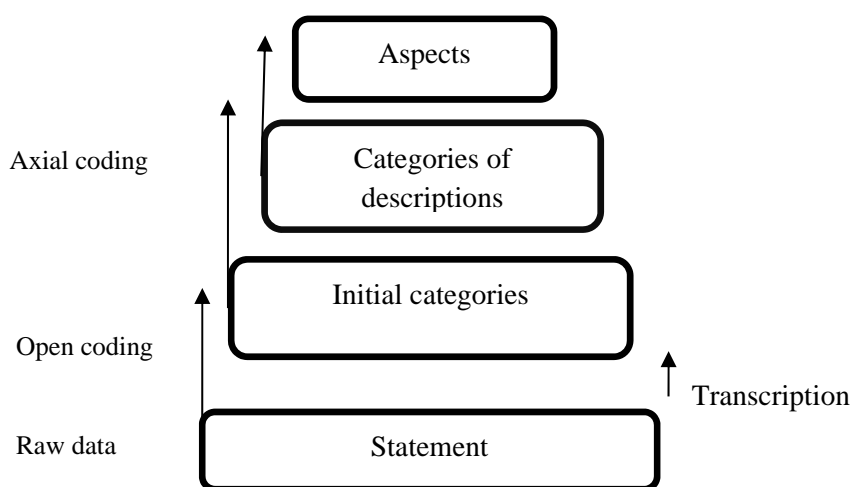 Aspects
Axial coding
Categories of
descriptions
Initial categories
Open coding
Transcription
Raw data
Statement